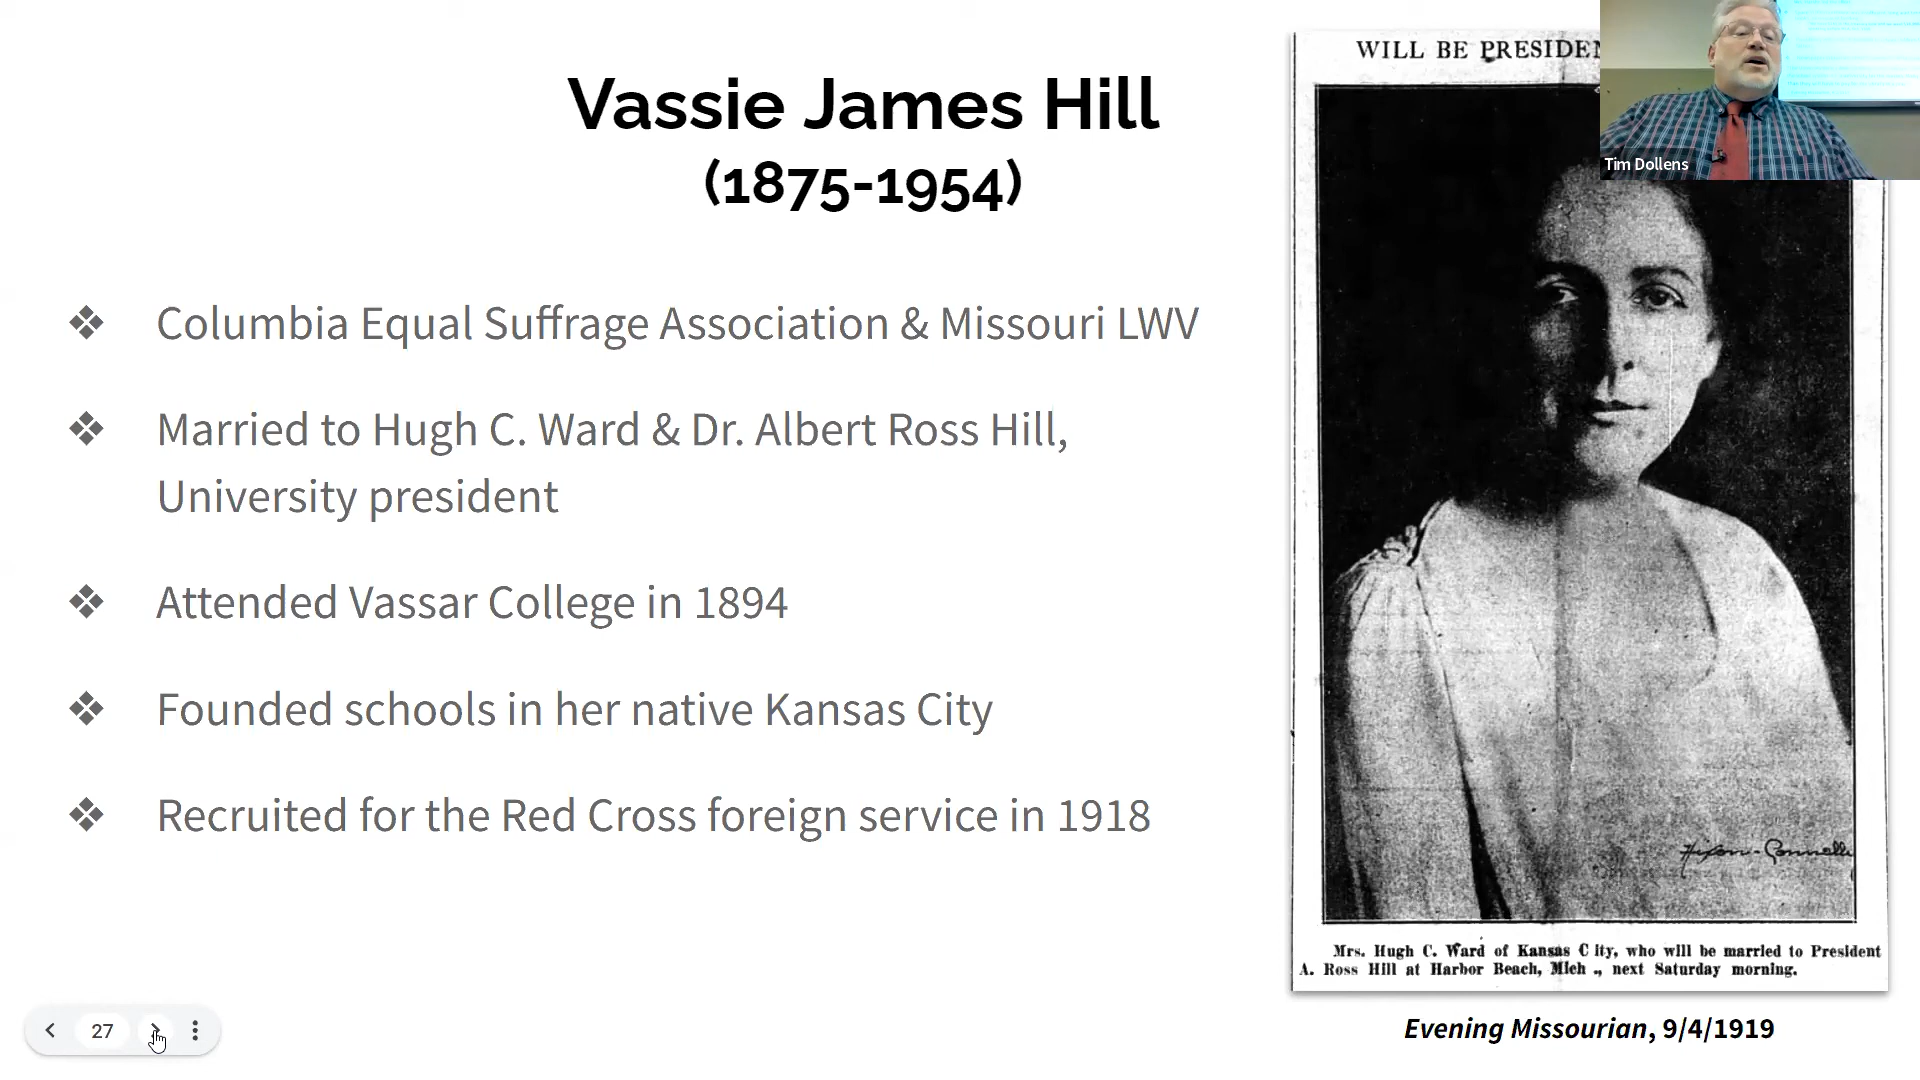 Vassie James Hill
(1875-1954)
❖ Columbia Equal Suffrage Association & Missouri LWV
❖ Married to Hugh C. Ward & Dr. Albert Ross Hill,
University president
❖ Attended Vassar College in 1894
❖ Founded schools in her native Kansas City
❖ Recruited for the Red Cross foreign service in 1918
WILL BE
Tim Dollens
Mrs. Hugh C. Ward of Kansas City, who will be married to President
A. Ross Hill at Harbor Beach, Mich ., next Saturday morning.
Evening Missourian, 9/4/1919
27